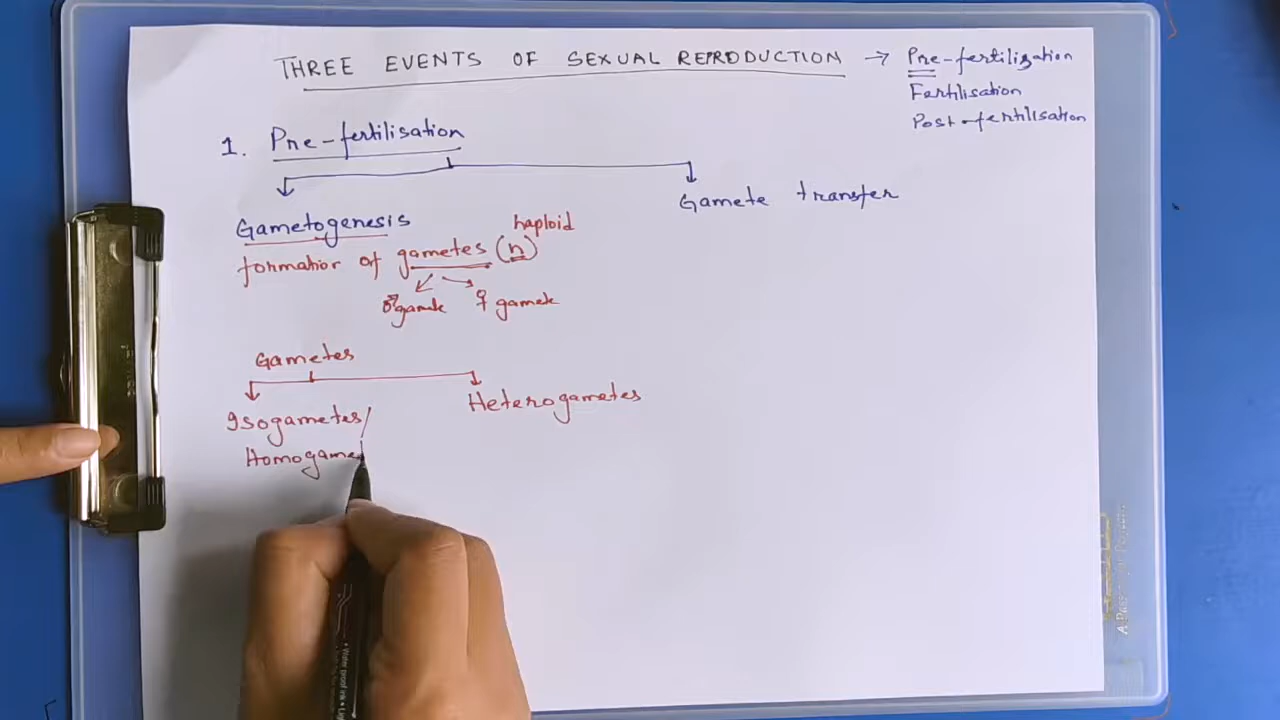 THREE EVENTS OF SEXUAL REPRODUCTION → Pre-fertilization
Fertilisation
Post-fertilisation
1. Pre-fertilisation
Gametogenesis
Gamete transfer
haploid
formation of gametes (n)
♂gamete ♀ gamete
Gametes
Isogametes/
Homogamet
Heterogametes